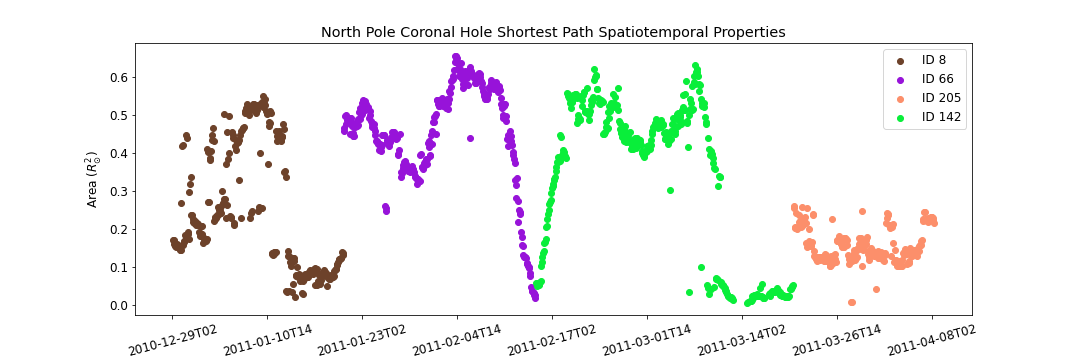 North Pole Coronal Hole Shortest Path Spatiotemporal Properties
ID 8
ID 66
ID 205
ID 142
Area (R²⊙)
0.6
0.5
0.4
0.3
0.2
0.1
0.0
2010-12-29T02
2011-01-10T14
2011-01-23T02
2011-02-04T14
2011-02-17T02
2011-03-01T14
2011-03-14T02
2011-03-26T14
2011-04-08T02